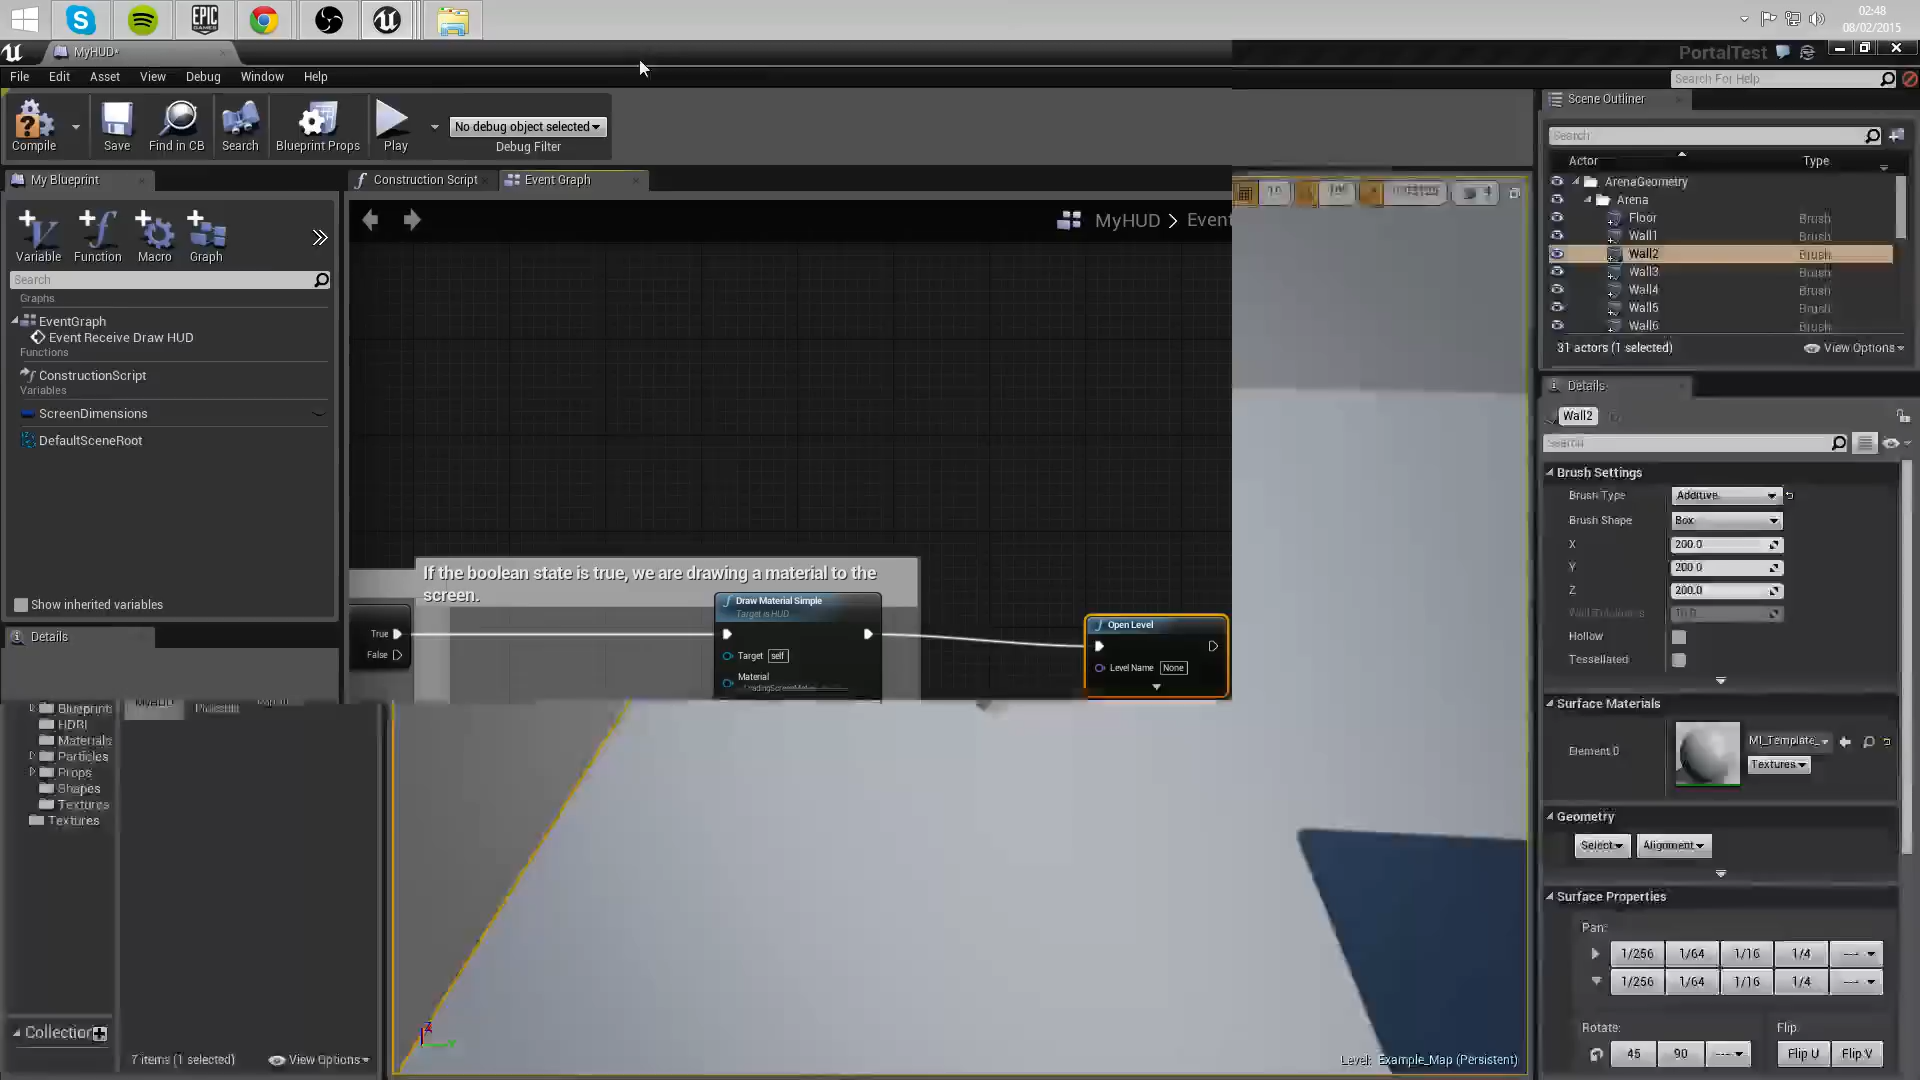 EPIC
GAMES
02:48
08/02/2015
MyHUD*
PortalTest
File Edit Asset View Debug Window Help
Search For Help
Compile Save Find in CB Search Blueprint Props Play
No debug object selected
Debug Filter
Scene Outliner
Search
Actor Type
ArenaGeometry
Arena
Floor Brush
Wall1 Brush
Wall2 Brush
Wall3 Brush
Wall4 Brush
Wall5 Brush
Wall6 Brush
31 actors (1 selected) View Options
My Blueprint
Construction Script Event Graph
MyHUD > Event
Variable Function Macro Graph
Search
Graphs
EventGraph
Event Receive Draw HUD
Functions
ConstructionScript
Variables
ScreenDimensions
DefaultSceneRoot
Show inherited variables
Details
If the boolean state is true, we are drawing a material to the
screen.
True
False
Draw Material Simple
Target is HUD
Target self
Material
Open Level
Level Name None
Details
Wall2
Search
Brush Settings
Brush Type Additive
Brush Shape Box
X 200.0
Y 200.0
Z 200.0
Wall Thickness 10.0
Hollow
Tessellated
Surface Materials
Element 0
MI_Template_
Textures
Geometry
Select Alignment
Surface Properties
Pan:
1/256 1/64 1/16 1/4
1/256 1/64 1/16 1/4
Rotate: Flip
45 90 Flip U Flip V
Blueprints
HDRI
Materials
Particles
Props
Shapes
Textures
Textures
MyHUD
Collection
7 items (1 selected) View Options
Z
Level: Example_Map (Persistent)